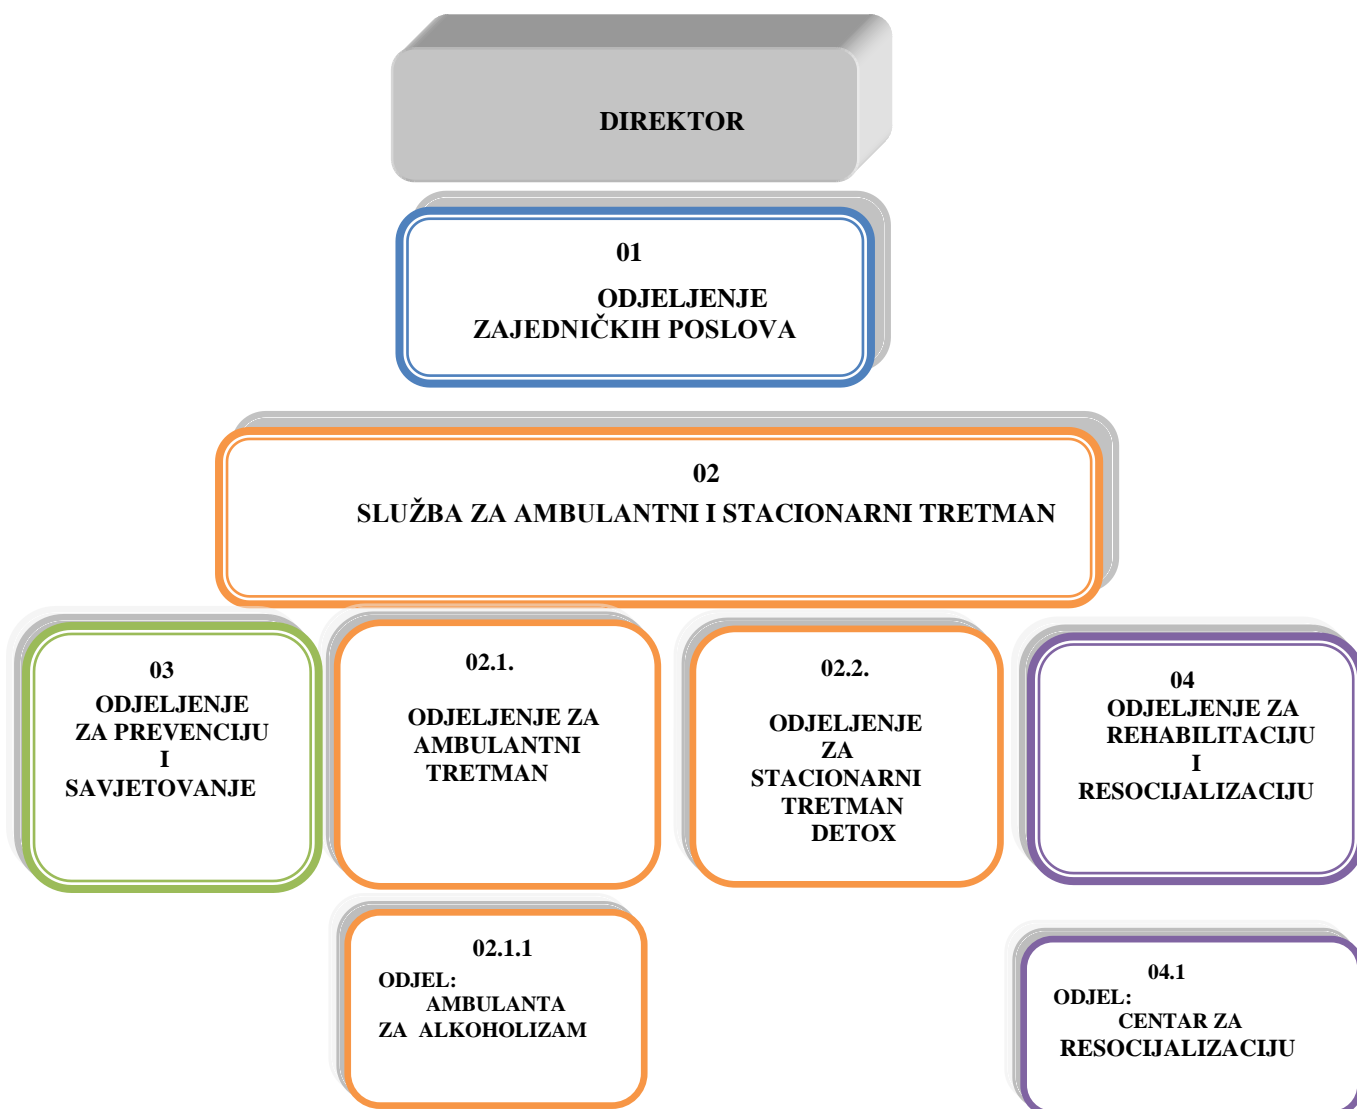 DIREKTOR
01
ODJELJENJE
ZAJEDNIČKIH POSLOVA
02
SLUŽBA ZA AMBULANTNI I STACIONARNI TRETMAN
03
ODJELJENJE
ZA PREVENCIJU
I
SAVJETOVANJE
02.1.
ODJELJENJE ZA
AMBULANTNI
TRETMAN
02.2.
ODJELJENJE
ZA
STACIONARNI
TRETMAN
DETOX
04
ODJELJENJE ZA
REHABILITACIJU
I
RESOCIJALIZACIJU
02.1.1
ODJEL:
AMBULANTA
ZA ALKOHOLIZAM
04.1
ODJEL:
CENTAR ZA
RESOCIJALIZACIJU